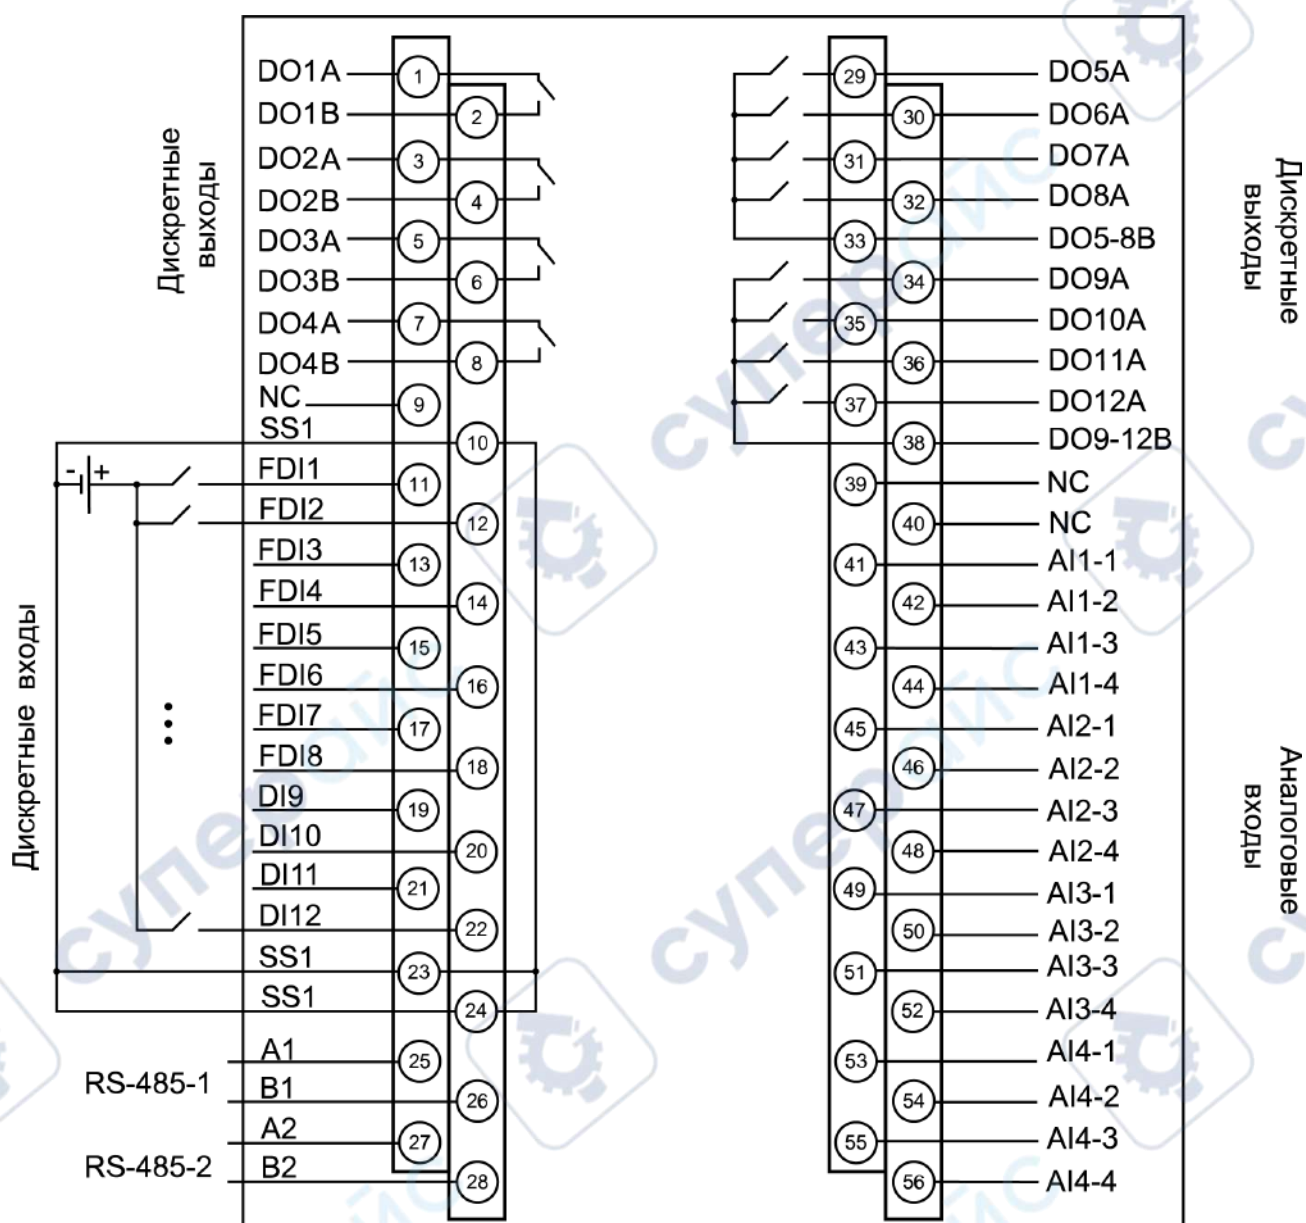 Дискретные
выходы
DO1A 1
DO1B 2
DO2A 3
DO2B 4
DO3A 5
DO3B 6
DO4A 7
DO4B 8
NC 9
SS1 10
- +
FDI1 11
FDI2 12
FDI3 13
FDI4 14
FDI5 15
FDI6 16
FDI7 17
FDI8 18
DI9 19
DI10 20
DI11 21
DI12 22
SS1 23
SS1 24
Дискретные входы
RS-485-1
A1 25
B1 26
RS-485-2
A2 27
B2 28
29 DO5A
30 DO6A
31 DO7A
32 DO8A
33 DO5-8B
34 DO9A
35 DO10A
36 DO11A
37 DO12A
38 DO9-12B
39 NC
40 NC
41 AI1-1
42 AI1-2
43 AI1-3
44 AI1-4
45 AI2-1
46 AI2-2
47 AI2-3
48 AI2-4
49 AI3-1
50 AI3-2
51 AI3-3
52 AI3-4
53 AI4-1
54 AI4-2
55 AI4-3
56 AI4-4
Дискретные
выходы
Аналоговые
входы
суперайс
суперайс
суперайс